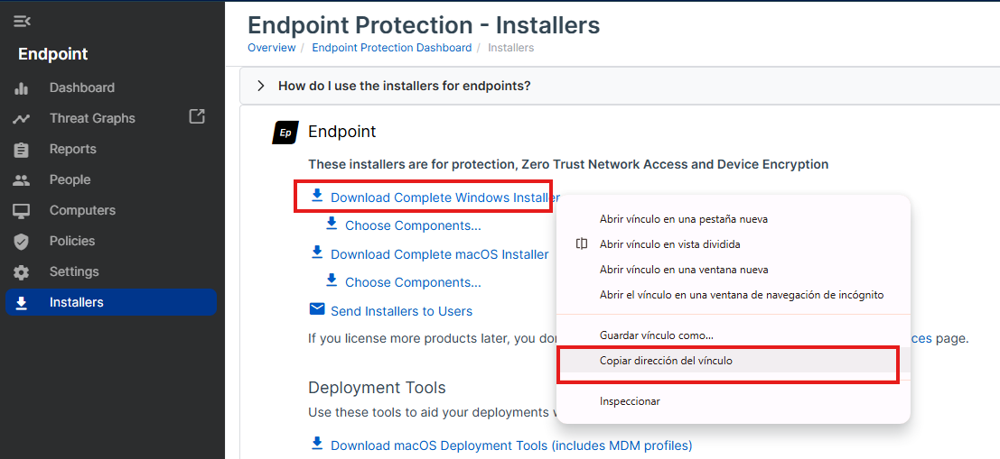 Endpoint Protection - Installers
Overview / Endpoint Protection Dashboard / Installers
Endpoint
Dashboard
Threat Graphs
Reports
People
Computers
Policies
Settings
Installers
How do I use the installers for endpoints?
Ep
Endpoint
These installers are for protection, Zero Trust Network Access and Device Encryption
Download Complete Windows Installer
Choose Components...
Download Complete macOS Installer
Choose Components...
Send Installers to Users
If you license more products later, you page.
Deployment Tools
Use these tools to aid your deployments
Download macOS Deployment Tools (includes MDM profiles)
Abrir vínculo en una pestaña nueva
Abrir vínculo en vista dividida
Abrir vínculo en una ventana nueva
Abrir el vínculo en una ventana de navegación de incógnito
Guardar vínculo como...
Copiar dirección del vínculo
Inspeccionar